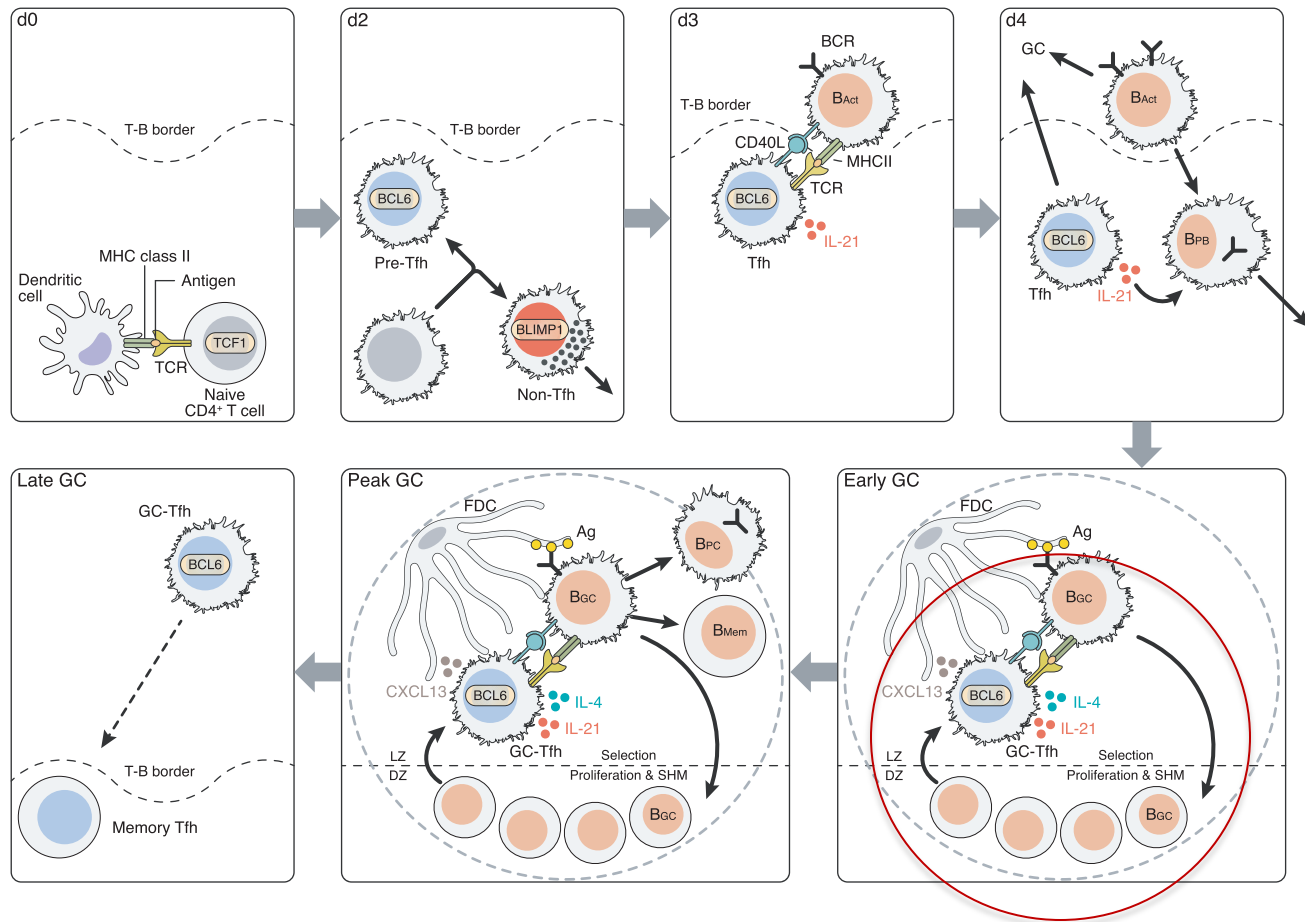 d0
T-B border
MHC class II
Antigen
Dendritic
cell
TCR
TCF1
Naive
CD4⁺ T cell
d2
T-B border
BCL6
Pre-Tfh
BLIMP1
Non-Tfh
d3
BCR
BAct
T-B border
CD40L
MHCII
TCR
BCL6
IL-21
Tfh
d4
GC
BAct
T-B border
BCL6
BPB
Tfh
IL-21
Early GC
FDC
Ag
BGC
CXCL13
BCL6
IL-4
IL-21
GC-Tfh
LZ
Selection
DZ
Proliferation & SHM
BGC
Peak GC
FDC
Ag
BPC
BGC
BMem
CXCL13
BCL6
IL-4
IL-21
GC-Tfh
LZ
Selection
DZ
Proliferation & SHM
BGC
Late GC
GC-Tfh
BCL6
T-B border
Memory Tfh